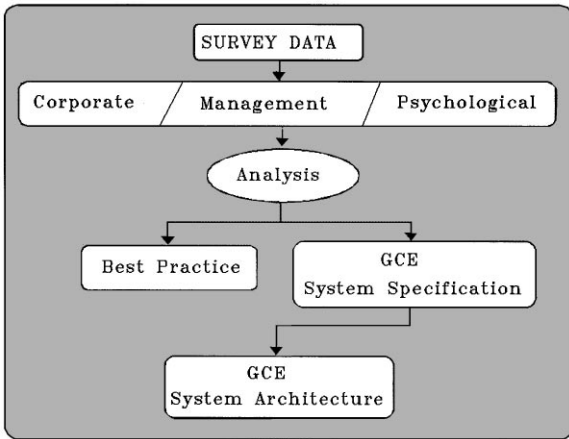 SURVEY DATA
Corporate Management Psychological
Analysis
Best Practice
GCE
System Specification
GCE
System Architecture